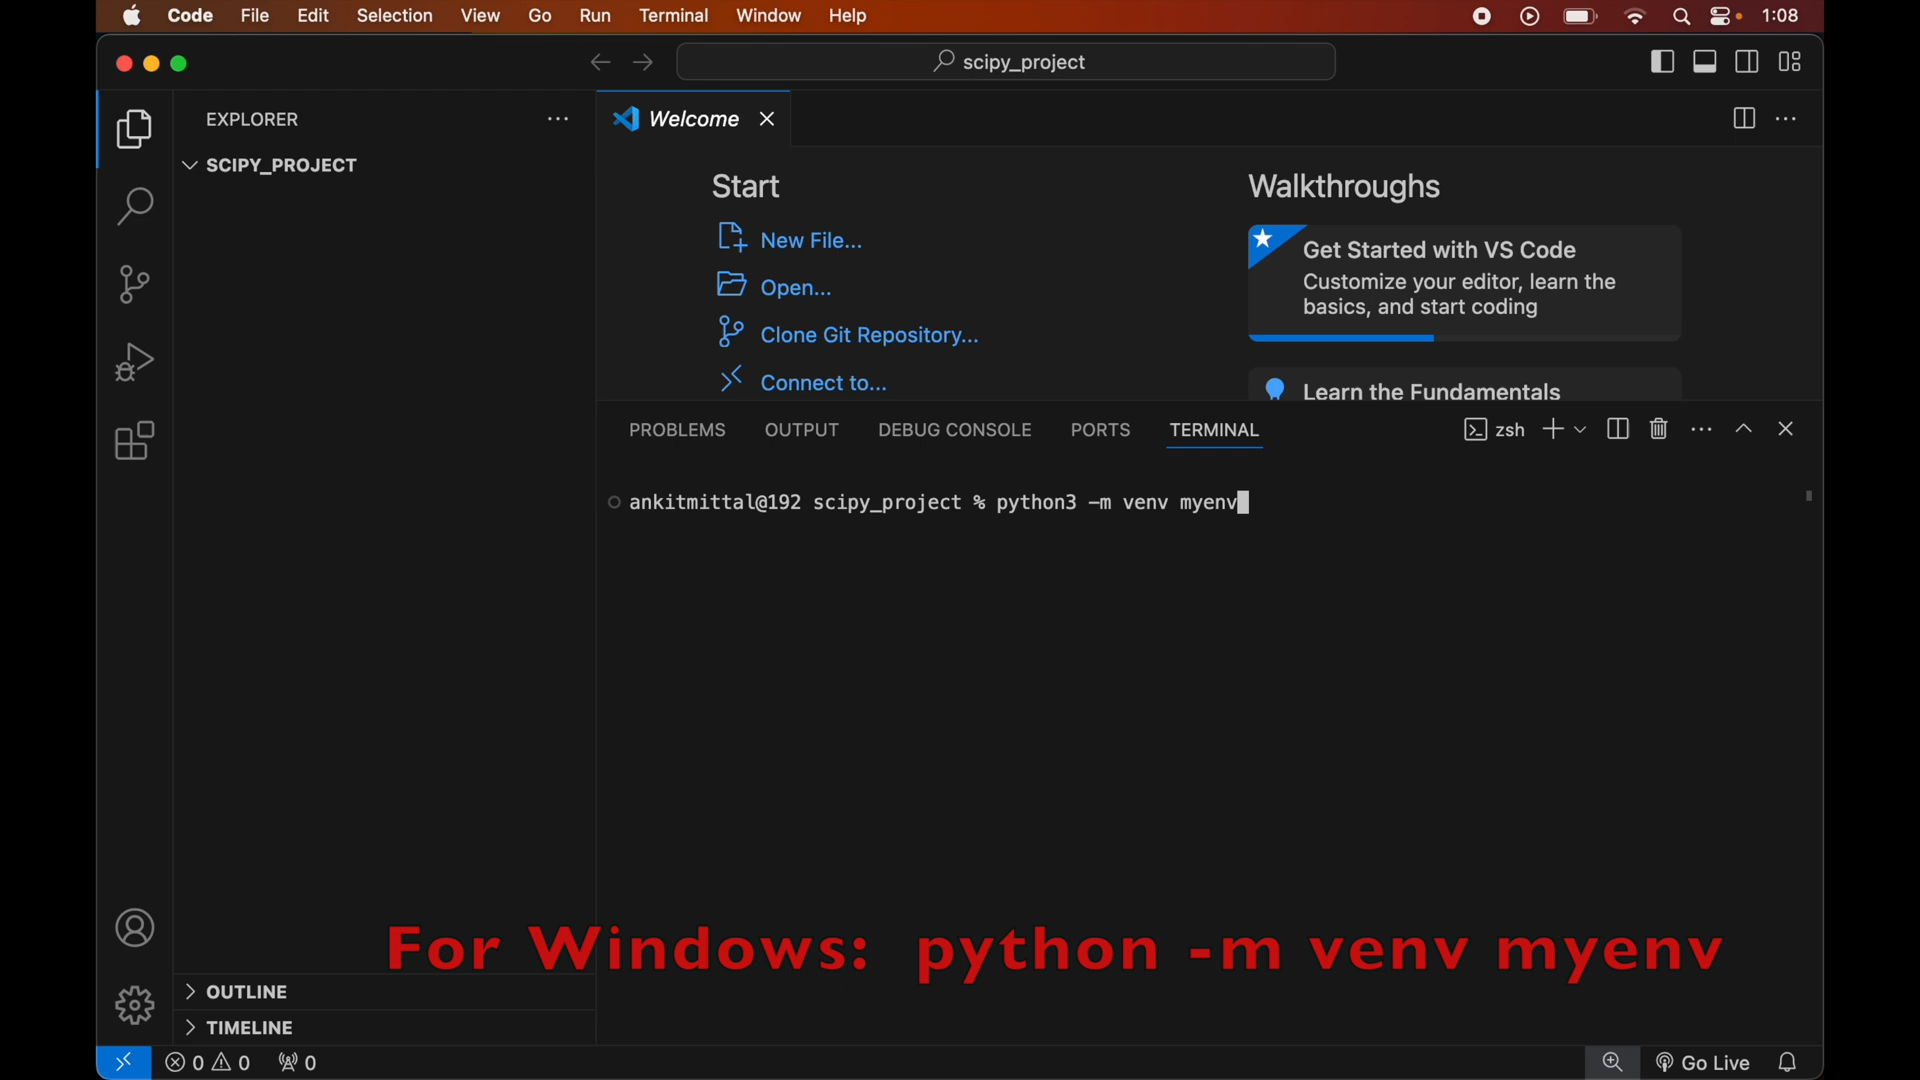 Code File Edit Selection View Go Run Terminal Window Help 1:08
scipy_project
EXPLORER
Welcome
SCIPY_PROJECT
Start
New File...
Open...
Clone Git Repository...
Connect to...
Walkthroughs
Get Started with VS Code
Customize your editor, learn the
basics, and start coding
Learn the Fundamentals
PROBLEMS OUTPUT DEBUG CONSOLE PORTS TERMINAL zsh
ankitmittal@192 scipy_project % python3 -m venv myenv
For Windows: python -m venv myenv
OUTLINE
TIMELINE
0 0 0 Go Live